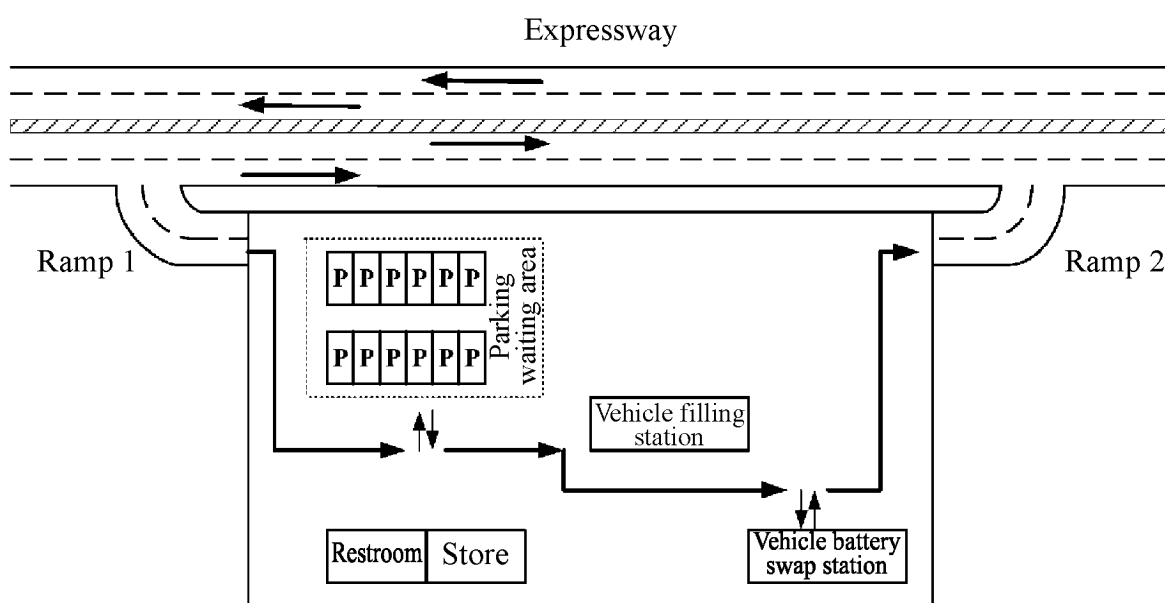 Expressway
Ramp 1
Ramp 2
P P P P P P
P P P P P P
Parking
waiting area
Vehicle filling
station
Restroom
Store
Vehicle battery
swap station